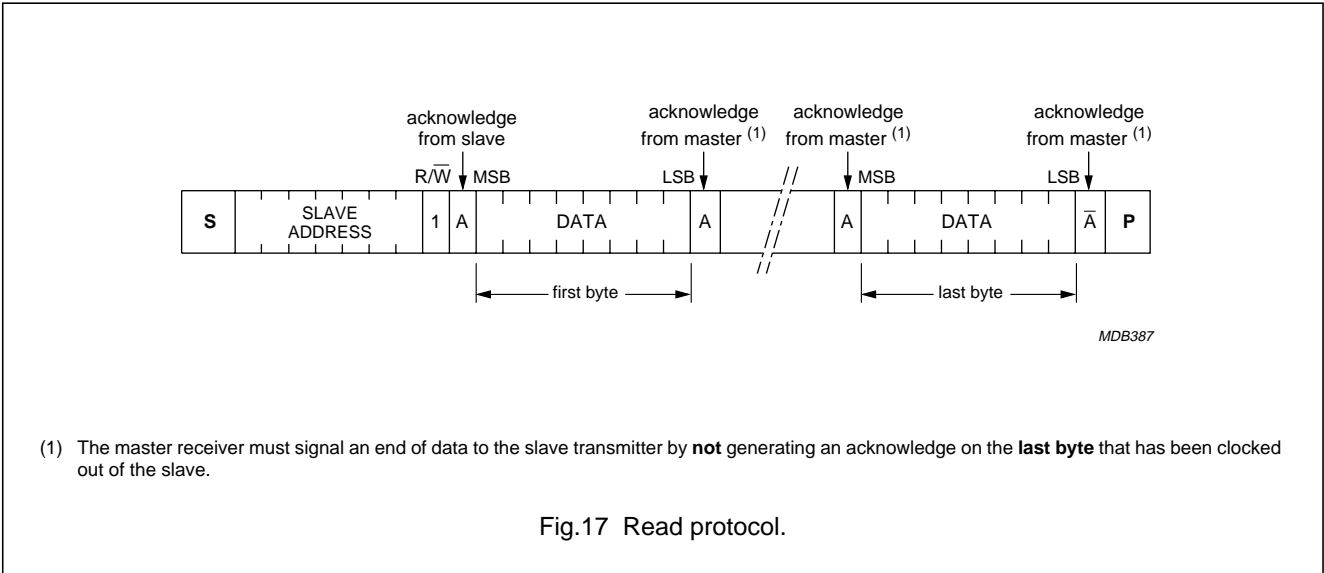 acknowledge
from slave
acknowledge
from master (1)
acknowledge
from master (1)
acknowledge
from master (1)
R/W̅
MSB
LSB
MSB
LSB
S
SLAVE
ADDRESS
1
A
DATA
A
A
DATA
A̅
P
first byte
last byte
MDB387
(1) The master receiver must signal an end of data to the slave transmitter by not generating an acknowledge on the last byte that has been clocked
out of the slave.
Fig.17 Read protocol.